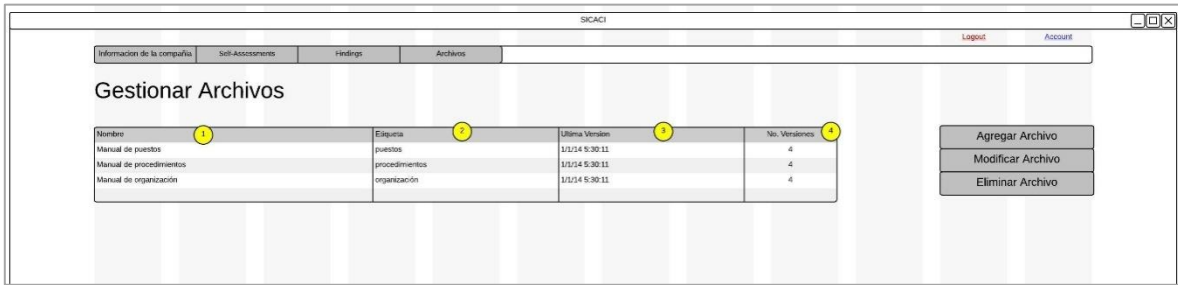 SICACI
Logout Account
Informacion de la compañia Self-Assessments Findings Archivos
Gestionar Archivos
Nombre 1 Etiqueta 2 Ultima Version 3 No. Versiones 4
Manual de puestos puestos 1/1/14 5:30:11 4
Manual de procedimientos procedimientos 1/1/14 5:30:11 4
Manual de organización organización 1/1/14 5:30:11 4
Agregar Archivo
Modificar Archivo
Eliminar Archivo